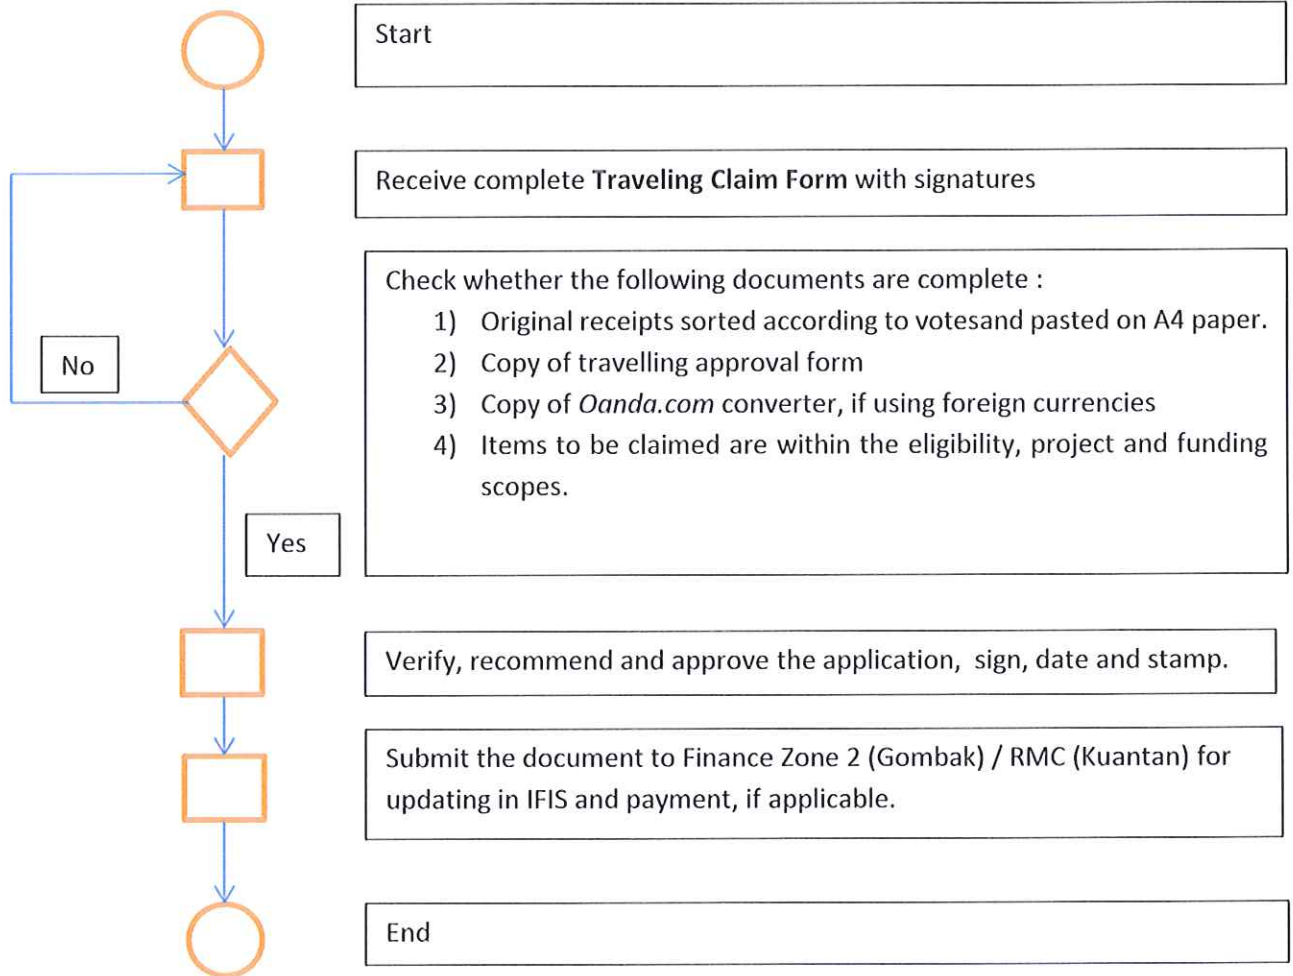 Start
Receive complete Traveling Claim Form with signatures
Check whether the following documents are complete :
1) Original receipts sorted according to votesand pasted on A4 paper.
2) Copy of travelling approval form
No
3) Copy of Oanda.com converter, if using foreign currencies
4) Items to be claimed are within the eligibility, project and funding
scopes.
Yes
Verify, recommend and approve the application, sign, date and stamp.
Submit the document to Finance Zone 2 (Gombak) / RMC (Kuantan) for
updating in IFIS and payment, if applicable.
End